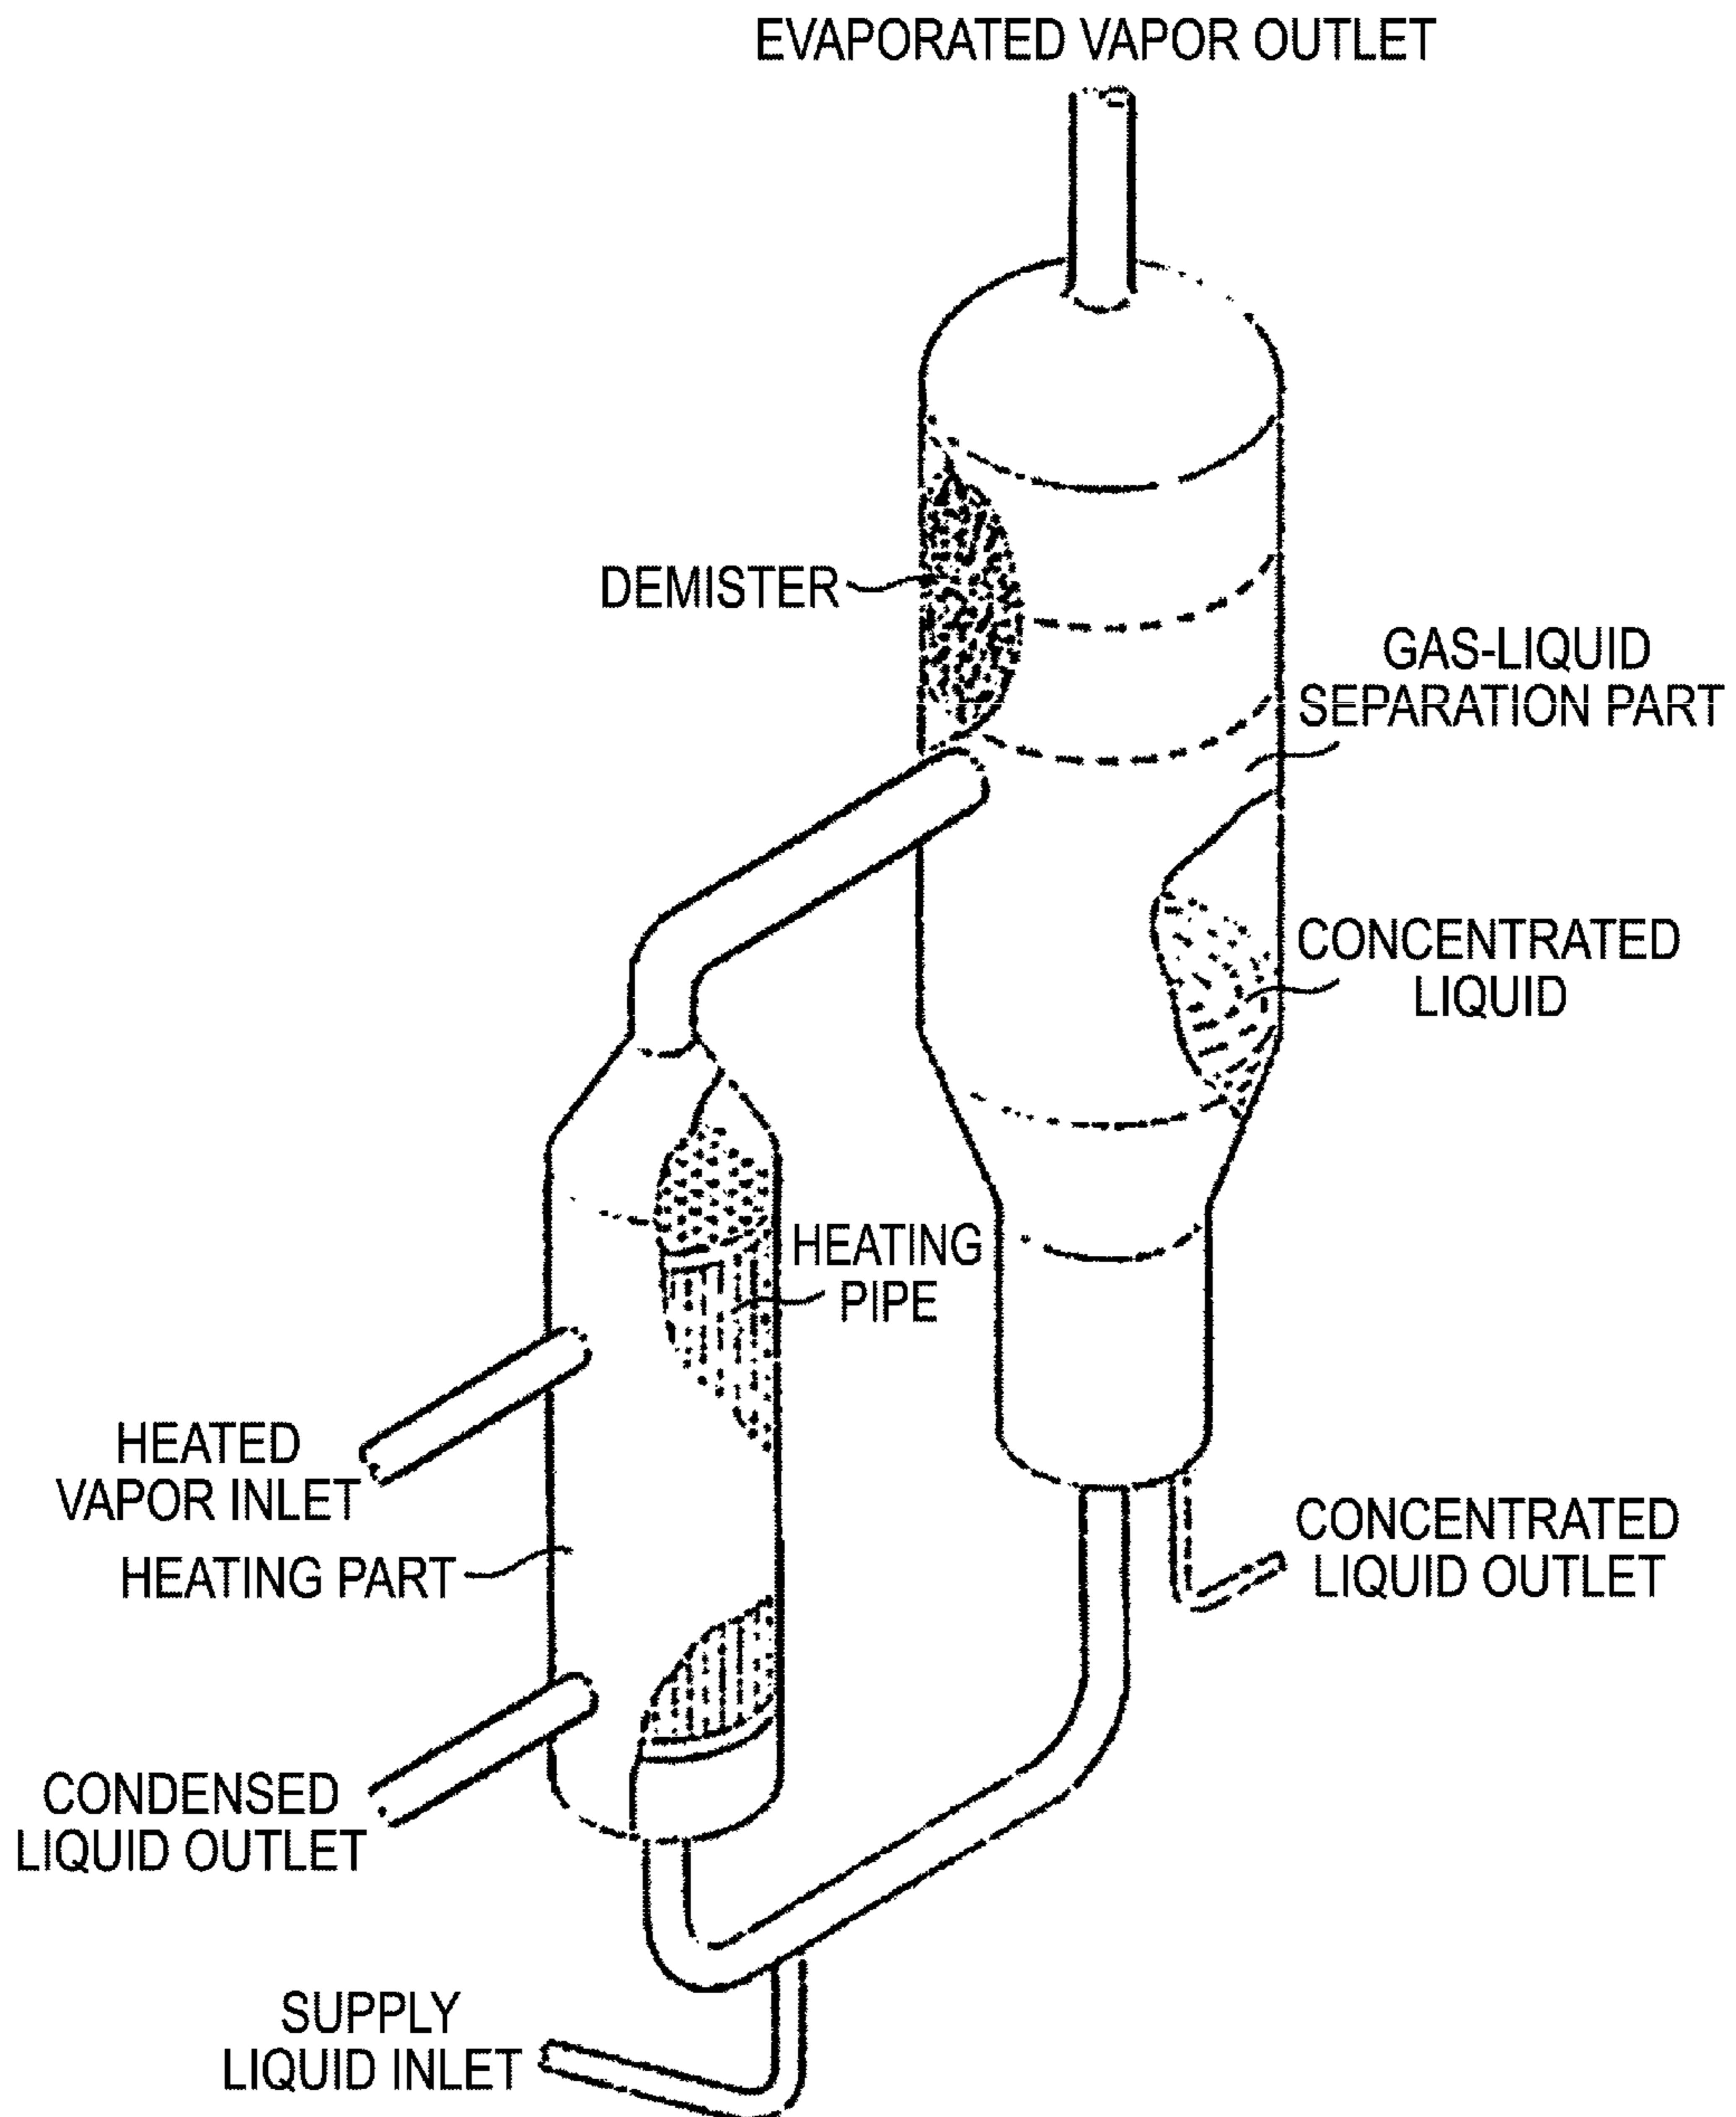 EVAPORATED VAPOR OUTLET
DEMISTER
GAS-LIQUID
SEPARATION PART
CONCENTRATED
LIQUID
HEATING
PIPE
HEATED
VAPOR INLET
HEATING PART
CONCENTRATED
LIQUID OUTLET
CONDENSED
LIQUID OUTLET
SUPPLY
LIQUID INLET